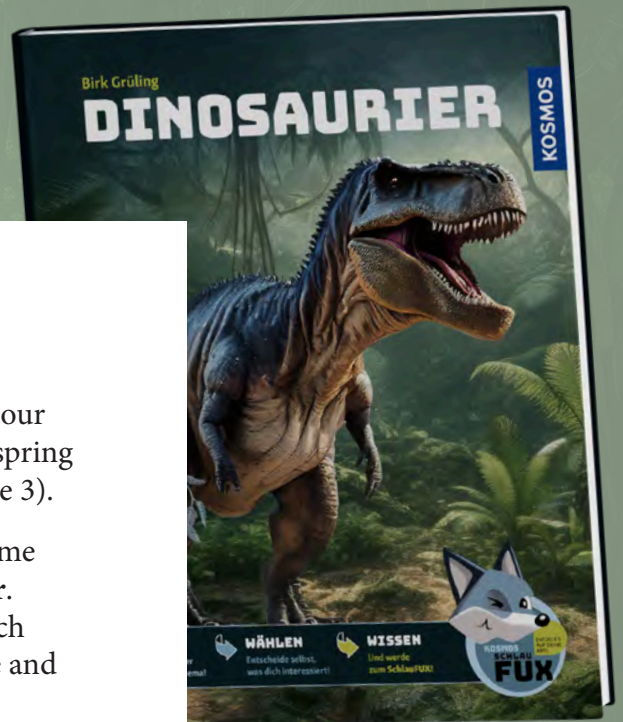 Birk Grüling
DINOSAURIER
KOSMOS
our
spring
e 3).
me
r.
ch
e and
WÄHLEN
Entscheide selbst,
was dich interessiert!
WISSEN
Und werde
zum SchlauFUX!
KOSMOS
SCHLAU
FUX